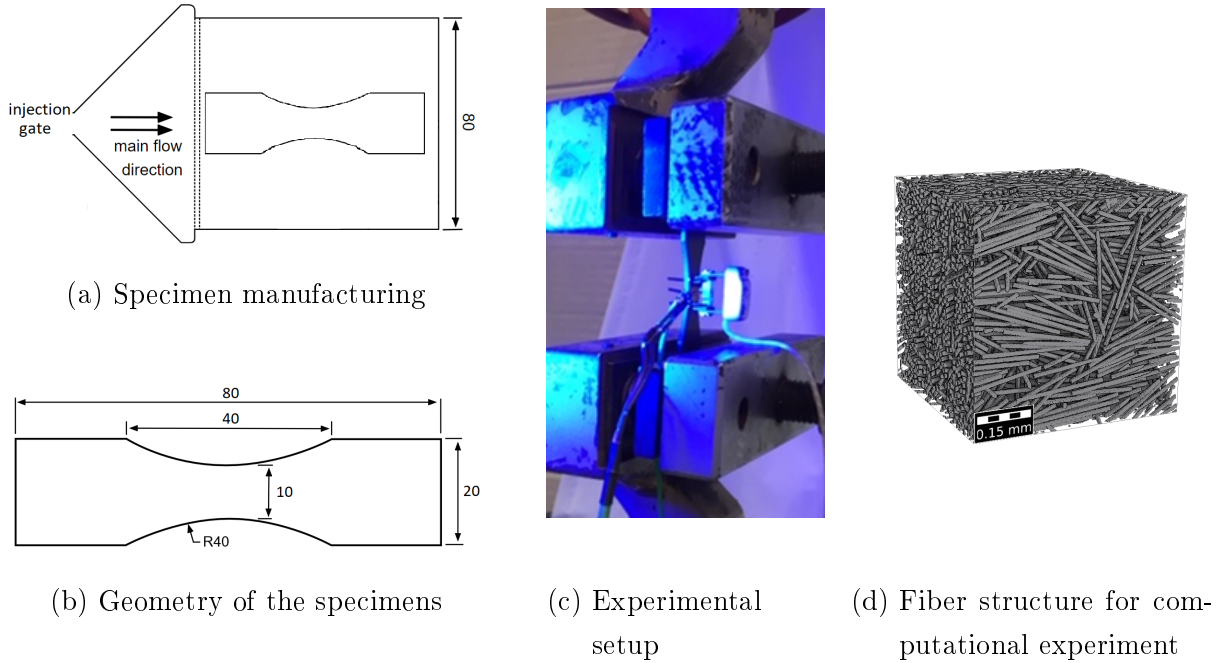 injection
gate
main flow
direction
80
(a) Specimen manufacturing
80
40
10
20
R40
(b) Geometry of the specimens
(c) Experimental
setup
0.15 mm
(d) Fiber structure for com-
putational experiment